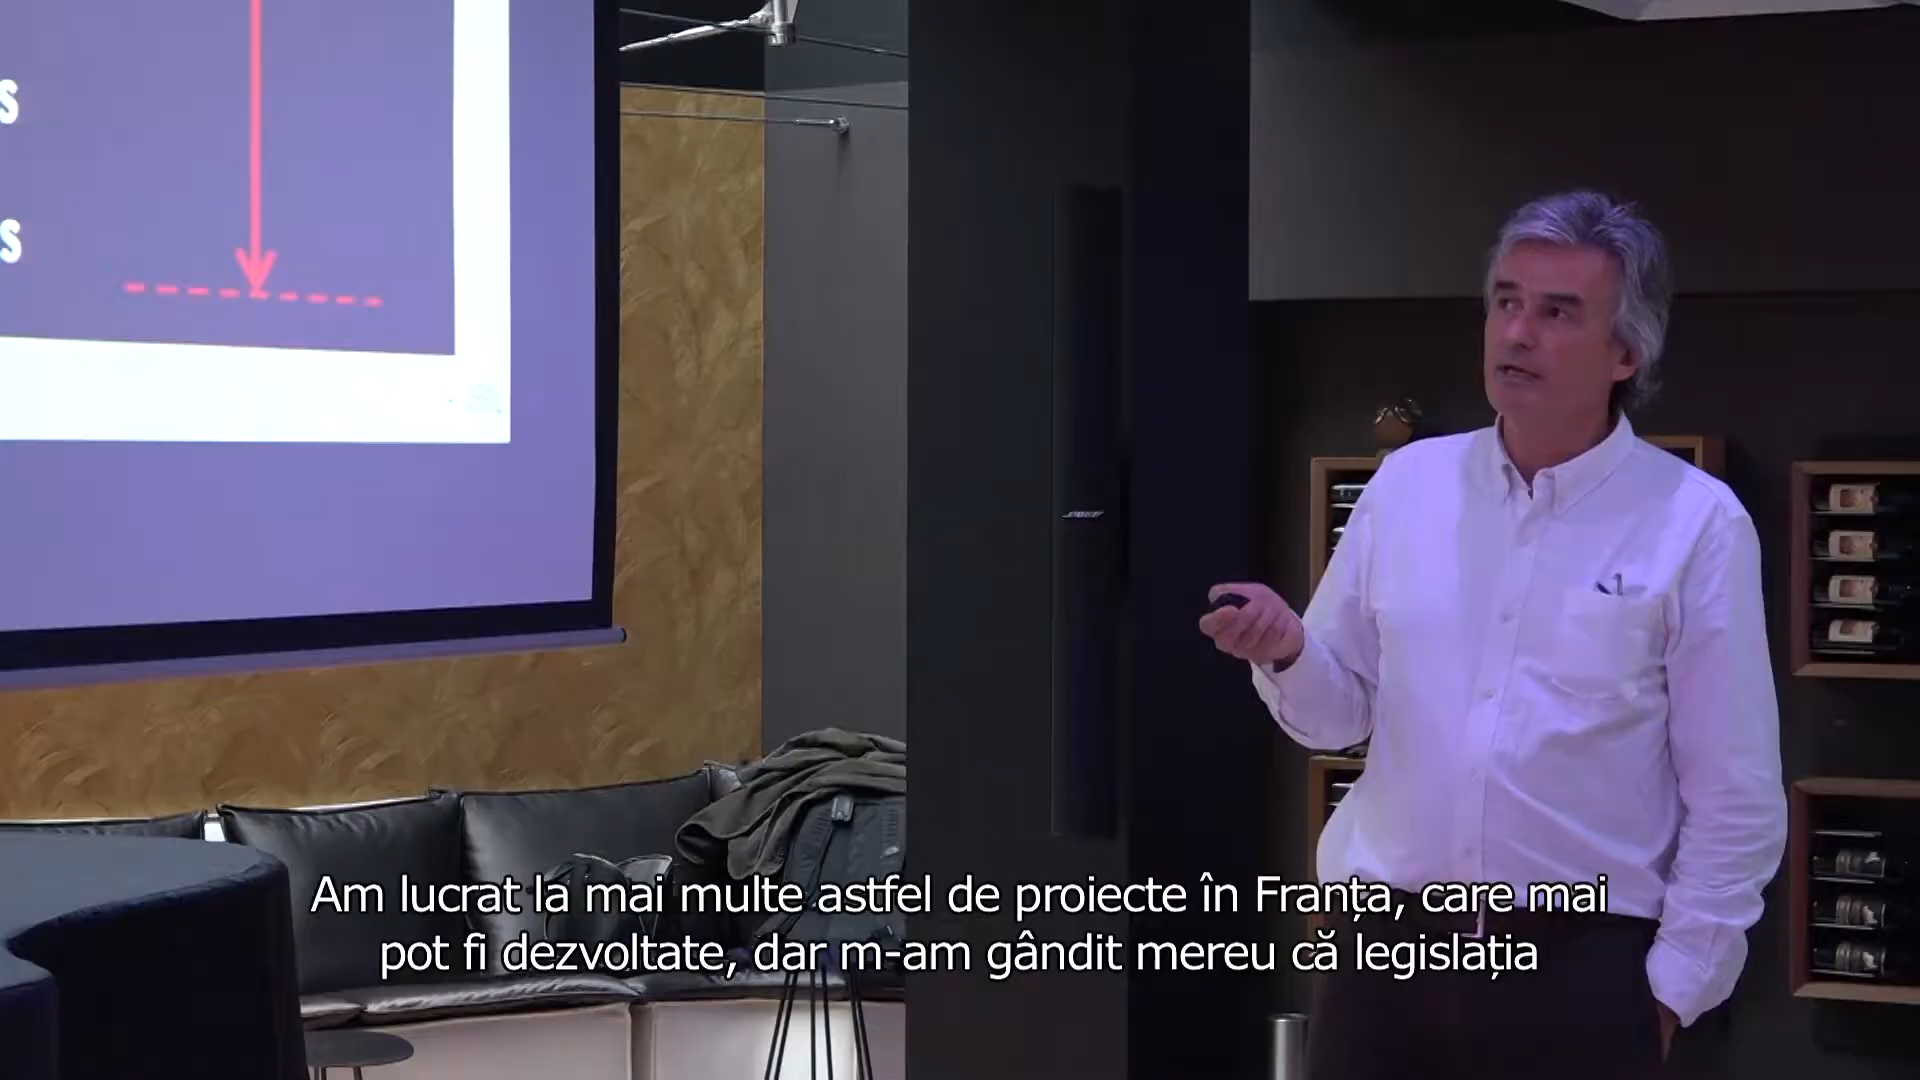 S
S
BOSE
Am lucrat la mai multe astfel de proiecte în Franța, care mai
pot fi dezvoltate, dar m-am gândit mereu că legislația